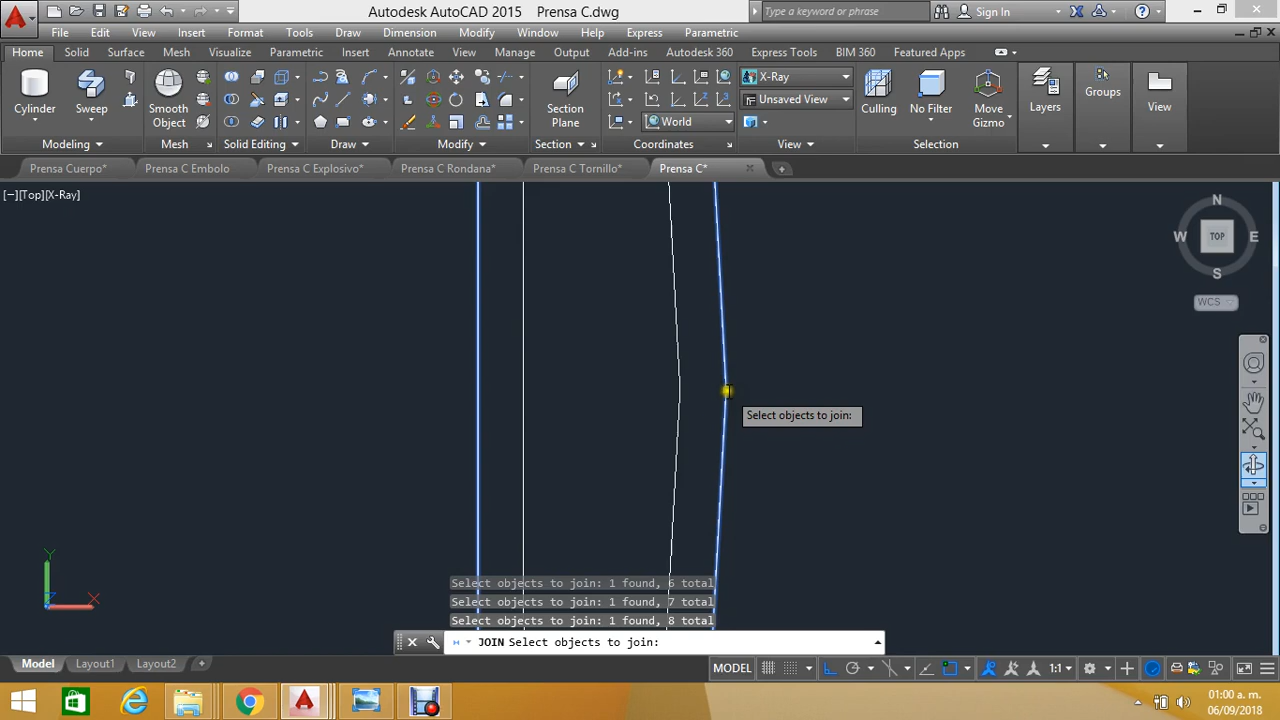 Autodesk AutoCAD 2015 Prensa C.dwg
Type a keyword or phrase
Sign In
File Edit View Insert Format Tools Draw Dimension Modify Window Help Express Parametric
Home Solid Surface Mesh Visualize Parametric Insert Annotate View Manage Output Add-ins Autodesk 360 Express Tools BIM 360 Featured Apps
X-Ray
Unsaved View
World
Cylinder
Sweep
Smooth
Object
Section
Plane
Culling
No Filter
Move
Gizmo
Layers
Groups
View
Modeling Mesh Solid Editing Draw Modify Section Coordinates View Selection
Prensa Cuerpo* Prensa C Embolo Prensa C Explosivo* Prensa C Rondana* Prensa C Tornillo* Prensa C*
[−][Top][X-Ray]
N
W TOP E
S
WCS
Select objects to join:
Y
X
Z
Select objects to join: 1 found, 6 total
Select objects to join: 1 found, 7 total
Select objects to join: 1 found, 8 total
JOIN Select objects to join:
Model Layout1 Layout2
MODEL
1:1
01:00 a. m.
06/09/2018